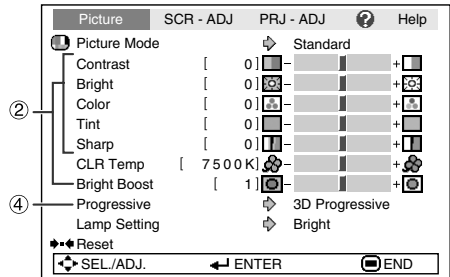 Picture SCR - ADJ PRJ - ADJ ? Help
Picture Mode Standard
Contrast [ 0] - +
② Bright [ 0] - +
Color [ 0] - +
Tint [ 0] - +
Sharp [ 0] - +
CLR Temp [ 7500K] - +
Bright Boost [ 1] - +
④ Progressive 3D Progressive
Lamp Setting Bright
Reset
SEL./ADJ. ENTER END